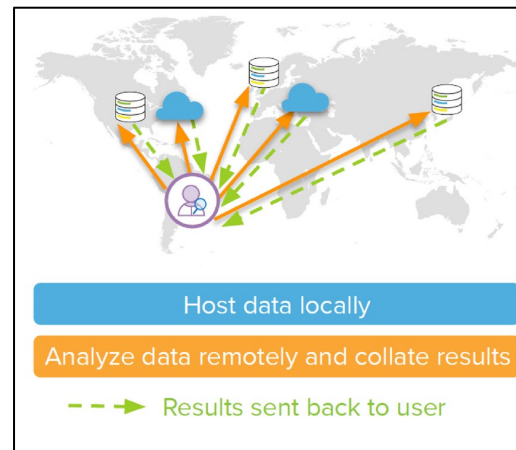 Host data locally
Analyze data remotely and collate results
Results sent back to user